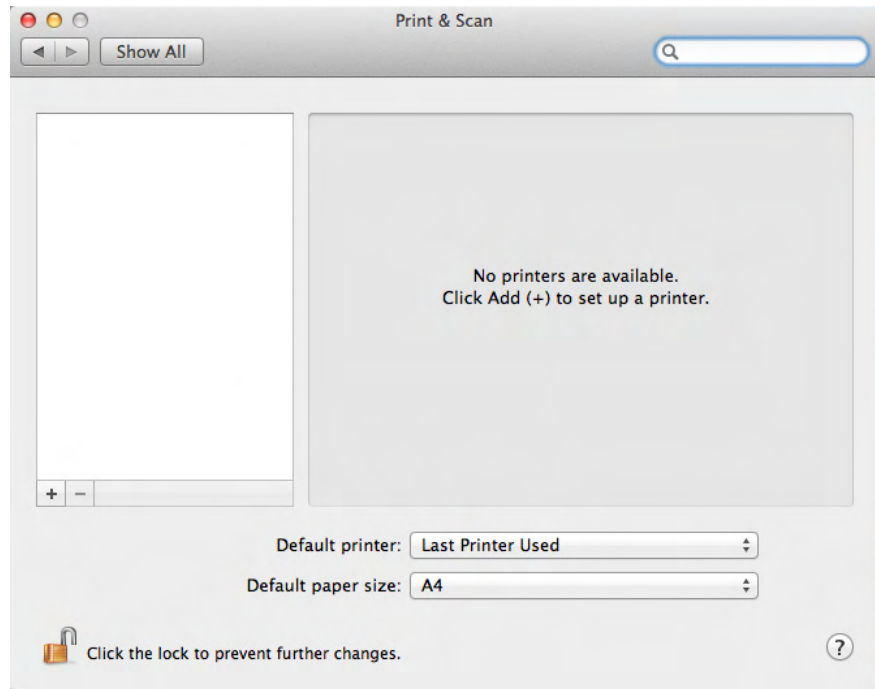 Print & Scan
Show All
No printers are available.
Click Add (+) to set up a printer.
+ −
Default printer: Last Printer Used
Default paper size: A4
Click the lock to prevent further changes.
?